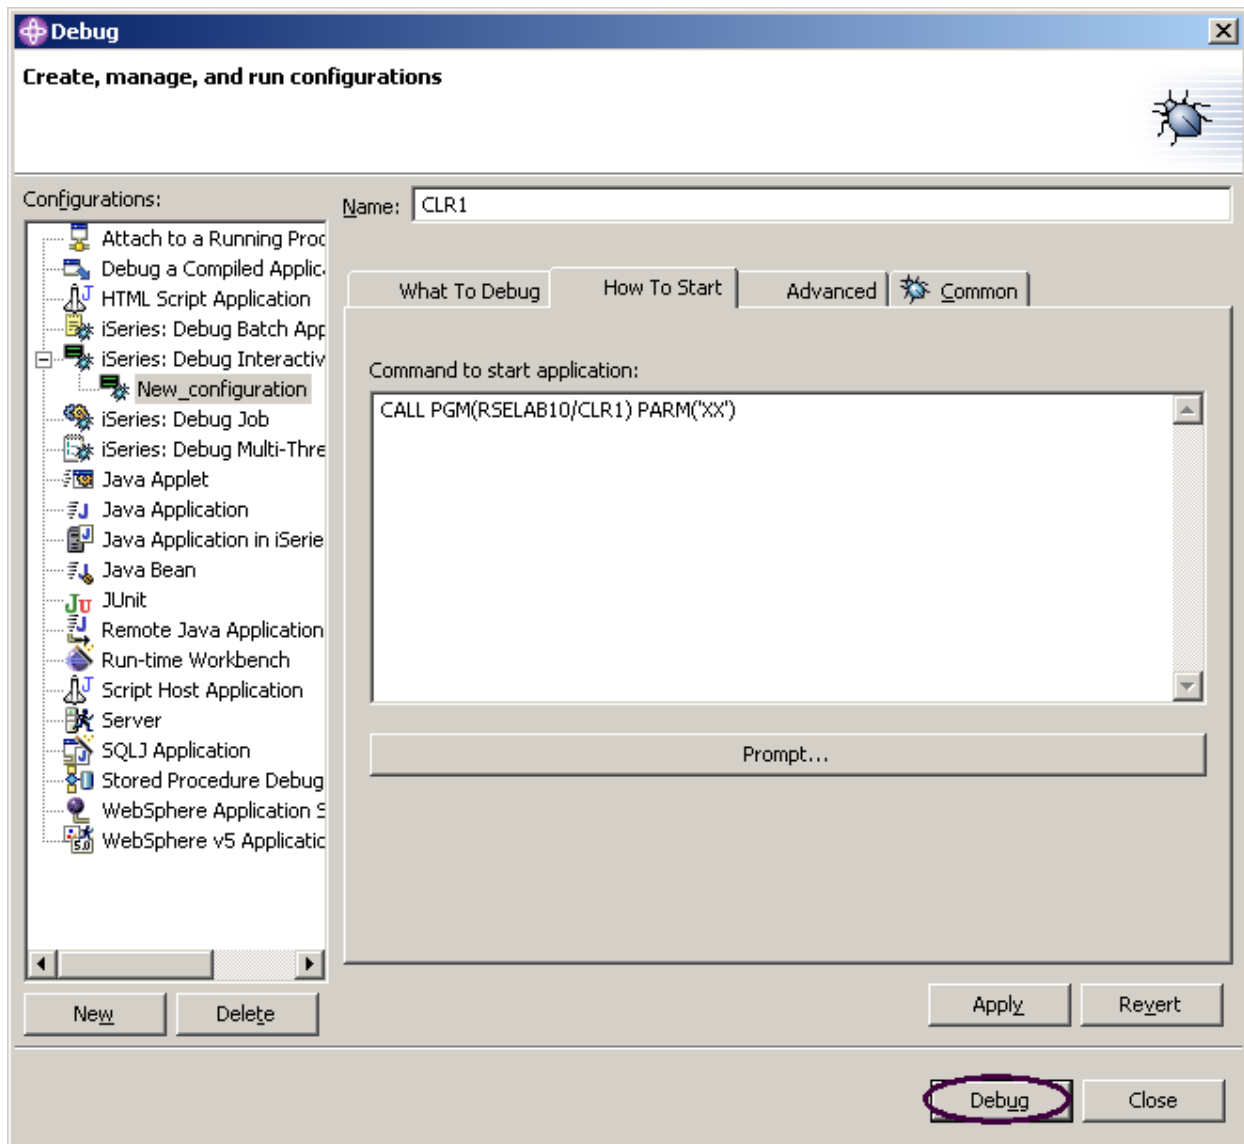 Debug
Create, manage, and run configurations
Configurations:
Attach to a Running Proc
Debug a Compiled Applic
HTML Script Application
iSeries: Debug Batch App
iSeries: Debug Interactiv
New_configuration
iSeries: Debug Job
iSeries: Debug Multi-Thre
Java Applet
Java Application
Java Application in iSerie
Java Bean
JUnit
Remote Java Application
Run-time Workbench
Script Host Application
Server
SQLJ Application
Stored Procedure Debug
WebSphere Application S
WebSphere v5 Applicatic
New Delete
Name: CLR1
What To Debug How To Start Advanced Common
Command to start application:
CALL PGM(RSELAB10/CLR1) PARM('XX')
Prompt...
Apply Revert
Debug Close